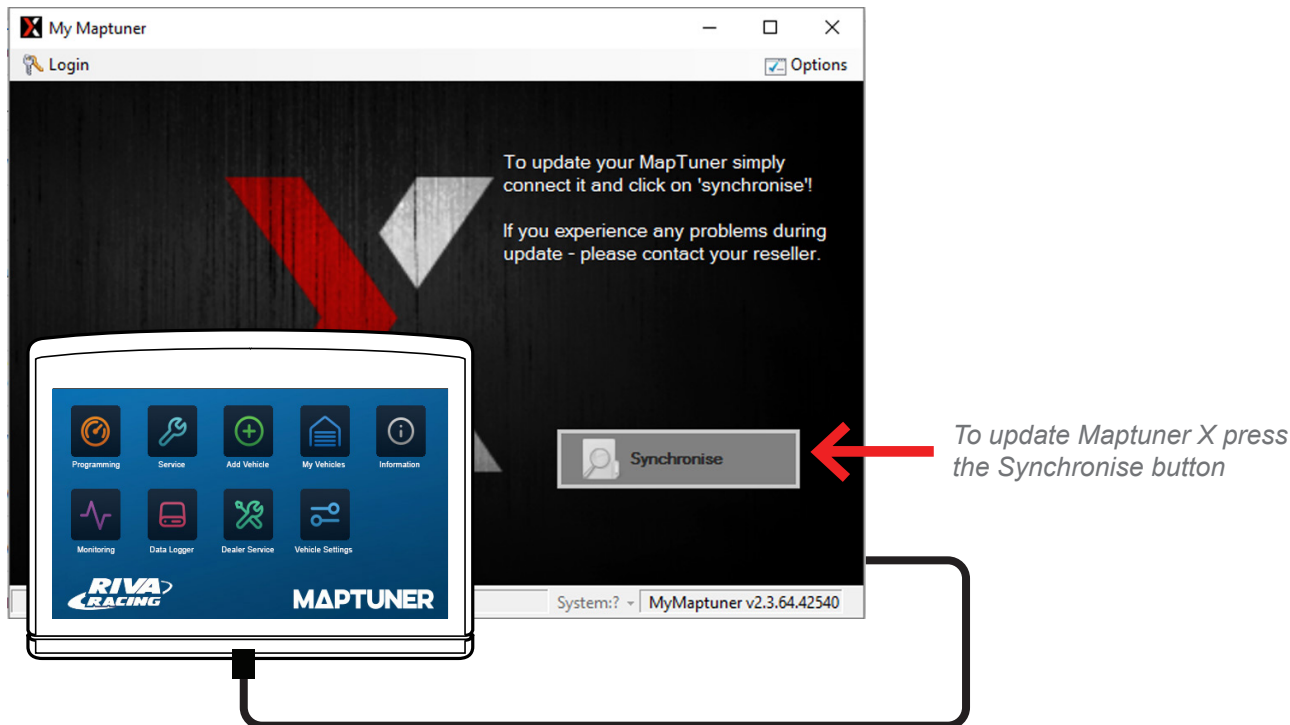 My Maptuner
Login
Options
To update your MapTuner simply
connect it and click on 'synchronise'!
If you experience any problems during
update - please contact your reseller.
Synchronise
To update Maptuner X press
the Synchronise button
Programming
Service
Add Vehicle
My Vehicles
Information
Monitoring
Data Logger
Dealer Service
Vehicle Settings
RIVA
RACING
MAPTUNER
System:?
MyMaptuner v2.3.64.42540